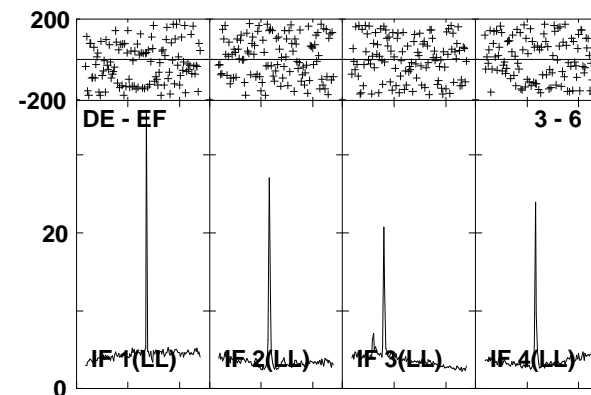 200
-200
DE - EF 3 - 6
20
IF 1(LL) IF 2(LL) IF 3(LL) IF 4(LL)
0